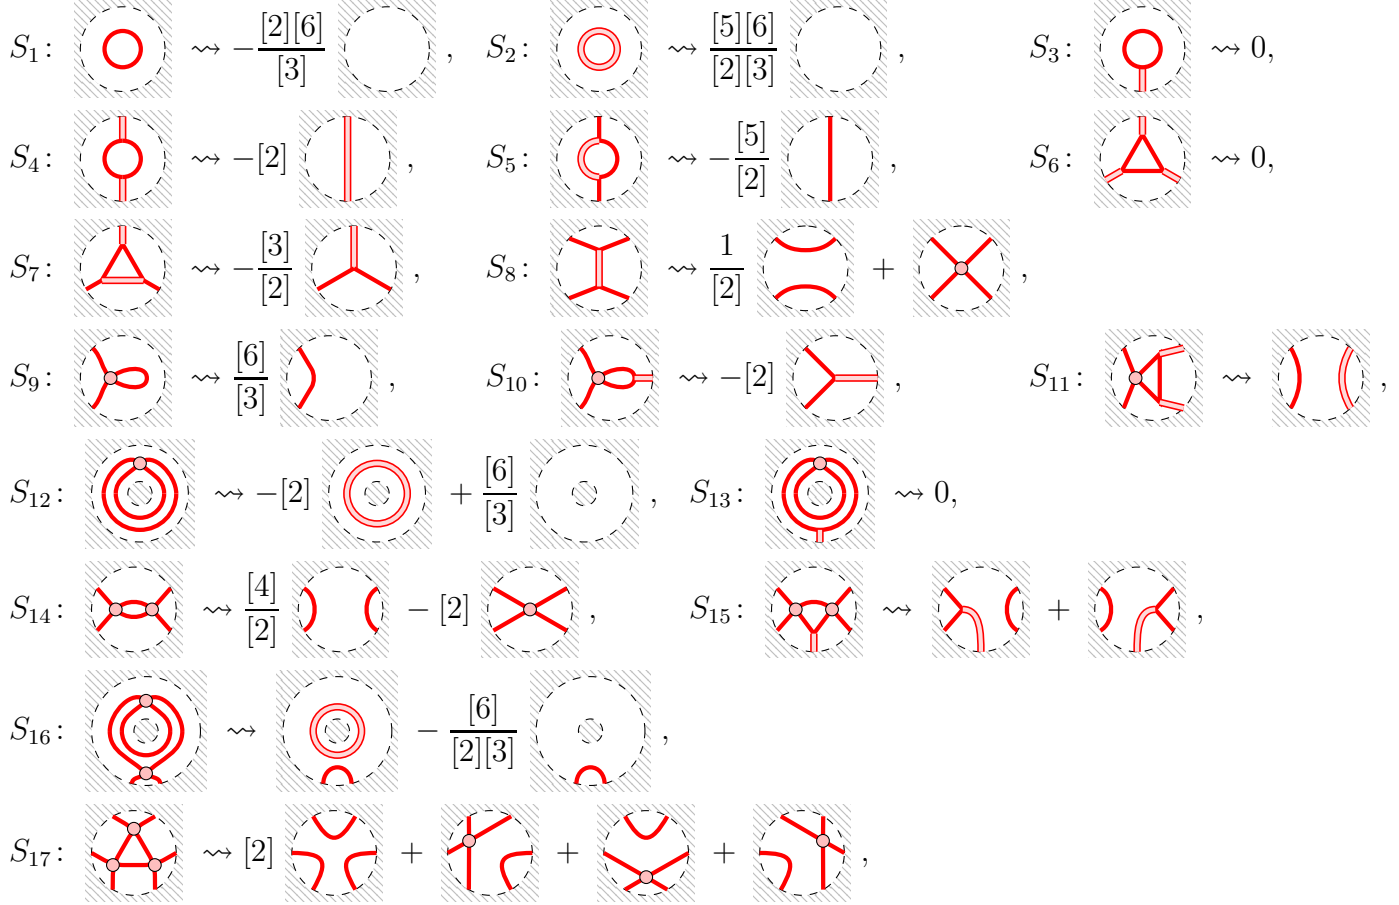 S₁: ⇝ −[2][6]/[3] , S₂: ⇝ [5][6]/[2][3] , S₃: ⇝ 0,
S₄: ⇝ −[2] , S₅: ⇝ −[5]/[2] , S₆: ⇝ 0,
S₇: ⇝ −[3]/[2] , S₈: ⇝ 1/[2] + ,
S₉: ⇝ [6]/[3] , S₁₀: ⇝ −[2] , S₁₁: ⇝ ,
S₁₂: ⇝ −[2] + [6]/[3] , S₁₃: ⇝ 0,
S₁₄: ⇝ [4]/[2] − [2] , S₁₅: ⇝ + ,
S₁₆: ⇝ − [6]/[2][3] ,
S₁₇: ⇝ [2] + + + ,